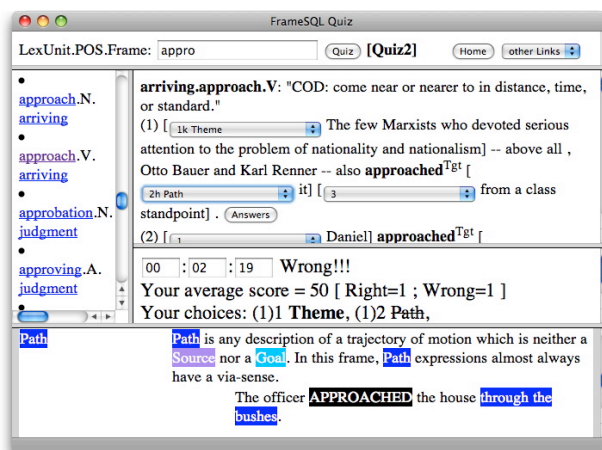 FrameSQL Quiz
LexUnit.POS.Frame: appro Quiz [Quiz2] Home other Links
approach.N.
arriving
approach.V.
arriving
approbation.N.
judgment
approving.A.
judgment
arriving.approach.V: "COD: come near or nearer to in distance, time,
or standard."
(1) [ 1k Theme The few Marxists who devoted serious
attention to the problem of nationality and nationalism] -- above all ,
Otto Bauer and Karl Renner -- also approachedTgt [
2h Path it] [ 3 from a class
standpoint] . Answers
(2) [ 1 Daniel] approachedTgt [
00 : 02 : 19 Wrong!!!
Your average score = 50 [ Right=1 ; Wrong=1 ]
Your choices: (1)1 Theme, (1)2 Path,
Path
Path is any description of a trajectory of motion which is neither a
Source nor a Goal. In this frame, Path expressions almost always
have a via-sense.
The officer APPROACHED the house through the
bushes.